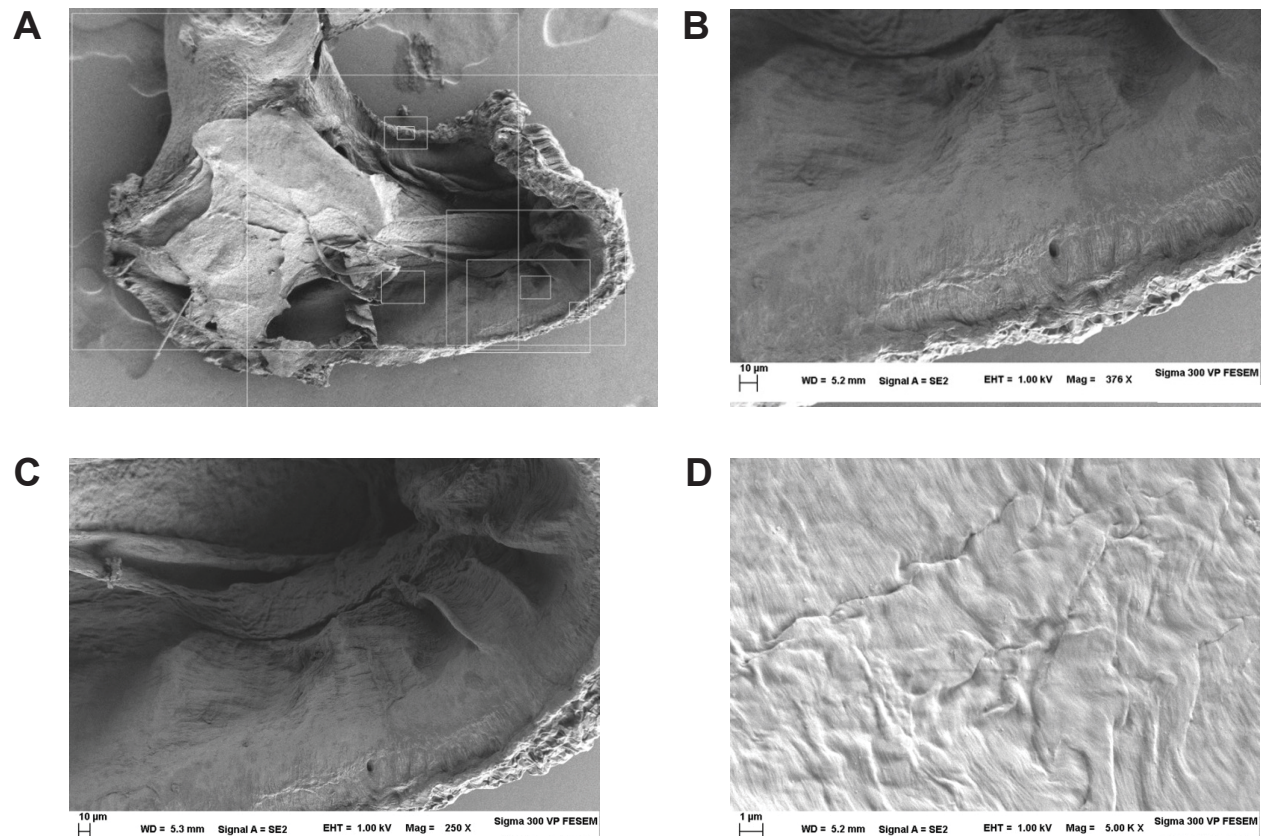 A
B
10 µm
WD = 5.2 mm Signal A = SE2 EHT = 1.00 kV Mag = 376 X Sigma 300 VP FESEM
C
10 µm
WD = 5.3 mm Signal A = SE2 EHT = 1.00 kV Mag = 250 X Sigma 300 VP FESEM
D
1 µm
WD = 5.2 mm Signal A = SE2 EHT = 1.00 kV Mag = 5.00 K X Sigma 300 VP FESEM